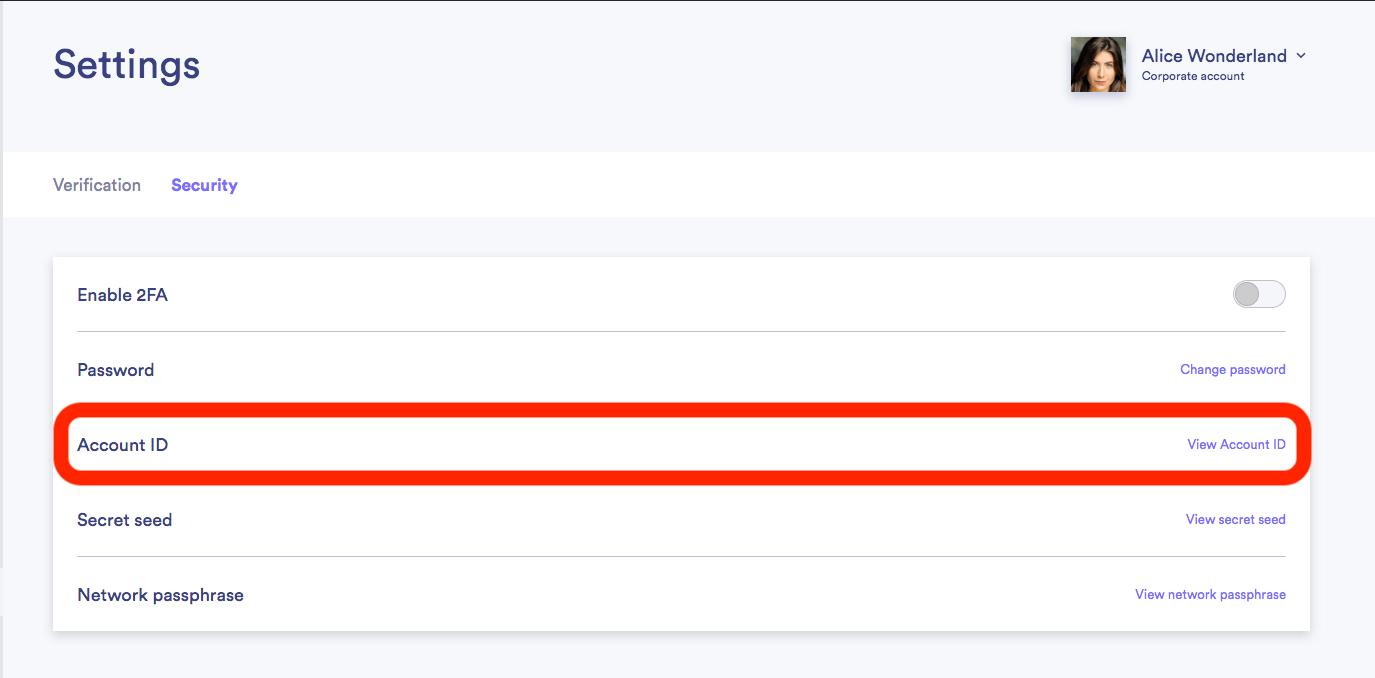 Settings
Alice Wonderland
Corporate account
Verification Security
Enable 2FA
Password Change password
Account ID View Account ID
Secret seed View secret seed
Network passphrase View network passphrase